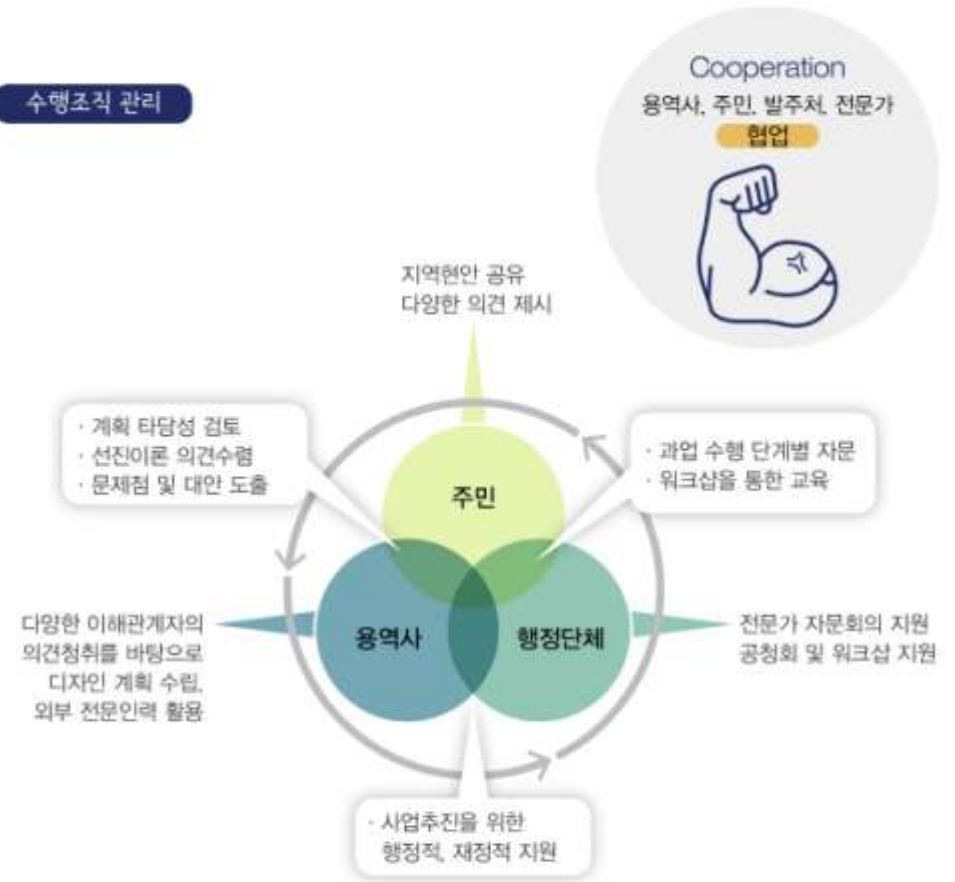 수행조직 관리
Cooperation
용역사, 주민, 발주처, 전문가
협업
지역현안 공유
다양한 의견 제시
· 계획 타당성 검토
· 선진이론 의견수렴
· 문제점 및 대안 도출
· 과업 수행 단계별 자문
· 워크샵을 통한 교육
주민
용역사
행정단체
다양한 이해관계자의
의견청취를 바탕으로
디자인 계획 수립,
외부 전문인력 활용
전문가 자문회의 지원
공청회 및 워크샵 지원
· 사업추진을 위한
행정적, 재정적 지원